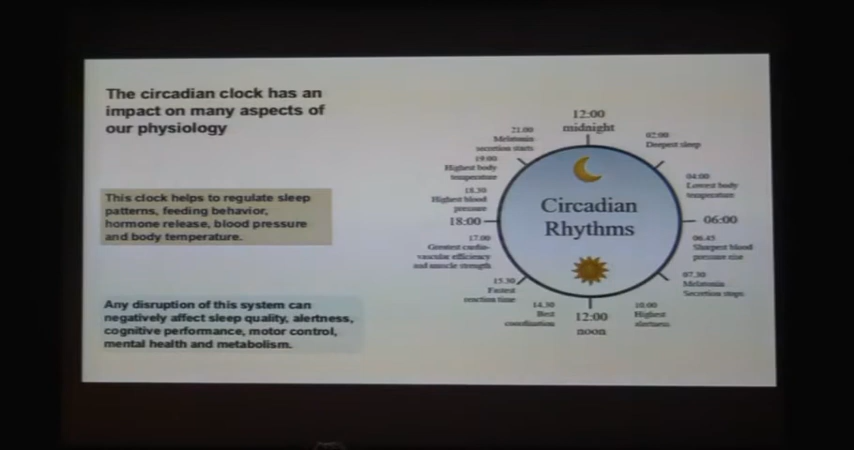 The circadian clock has an
impact on many aspects of
our physiology
This clock helps to regulate sleep
patterns, feeding behavior,
hormone release, blood pressure
and body temperature.
Any disruption of this system can
negatively affect sleep quality, alertness,
cognitive performance, motor control,
mental health and metabolism.
12:00
midnight
02:00
Deepest sleep
04:00
Lowest body
temperature
06:00
06.45
Sharpest blood
pressure rise
07.30
Melatonin
Secretion stops
10.00
Highest
alertness
12:00
noon
14.30
Best
coordination
15.30
Fastest
reaction time
17.00
Greatest cardio-
vascular efficiency
and muscle strength
18:00
18.30
Highest blood
pressure
19.00
Highest body
temperature
21.00
Melatonin
secretion starts
Circadian
Rhythms